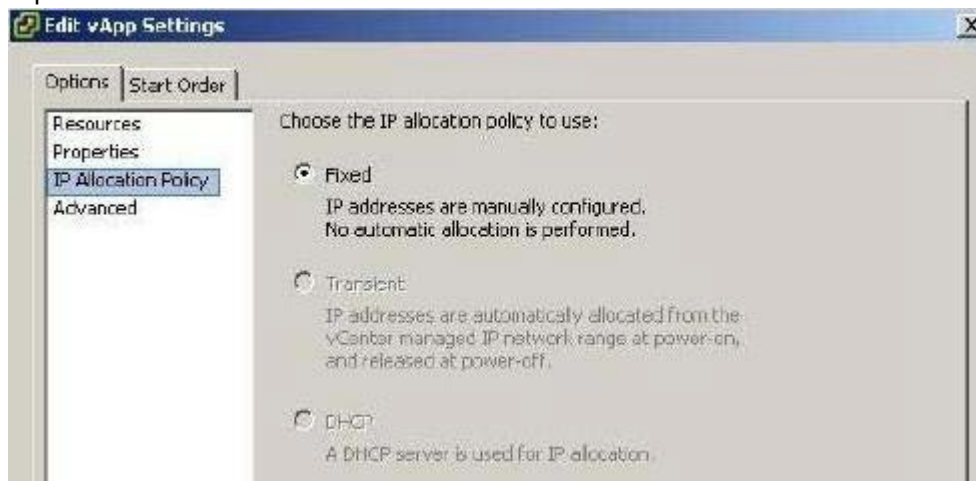 Edit vApp Settings
Options
Start Order
Resources
Properties
IP Allocation Policy
Advanced
Choose the IP allocation policy to use:
Fixed
IP addresses are manually configured.
No automatic allocation is performed.
Transient
IP addresses are automatically allocated from the
vCenter managed IP network range at power-on,
and released at power-off.
DHCP
A DHCP server is used for IP allocation.